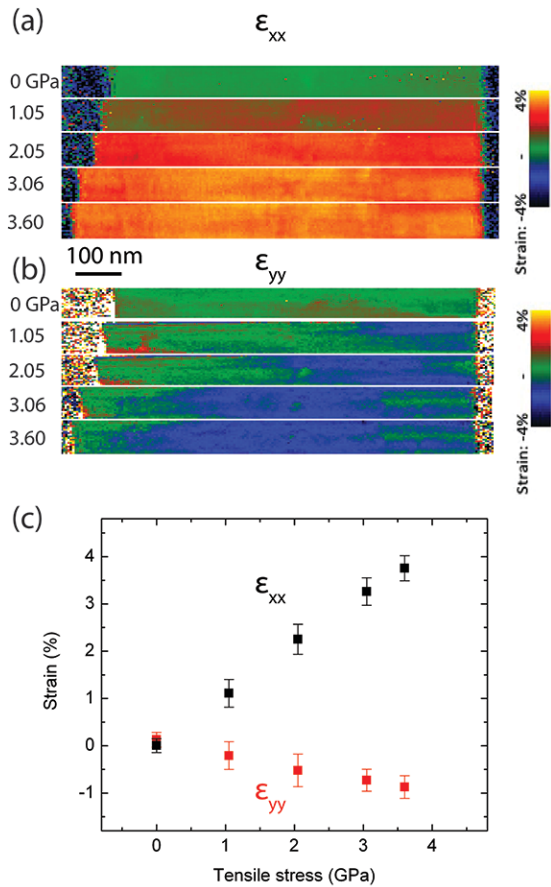 (a)
εxx
0 GPa
1.05
2.05
3.06
3.60
4%
-
Strain: -4%
100 nm
(b)
εyy
0 GPa
1.05
2.05
3.06
3.60
4%
-
Strain: -4%
(c)
4
3
2
1
0
-1
Strain (%)
εxx
εyy
0
1
2
3
4
Tensile stress (GPa)